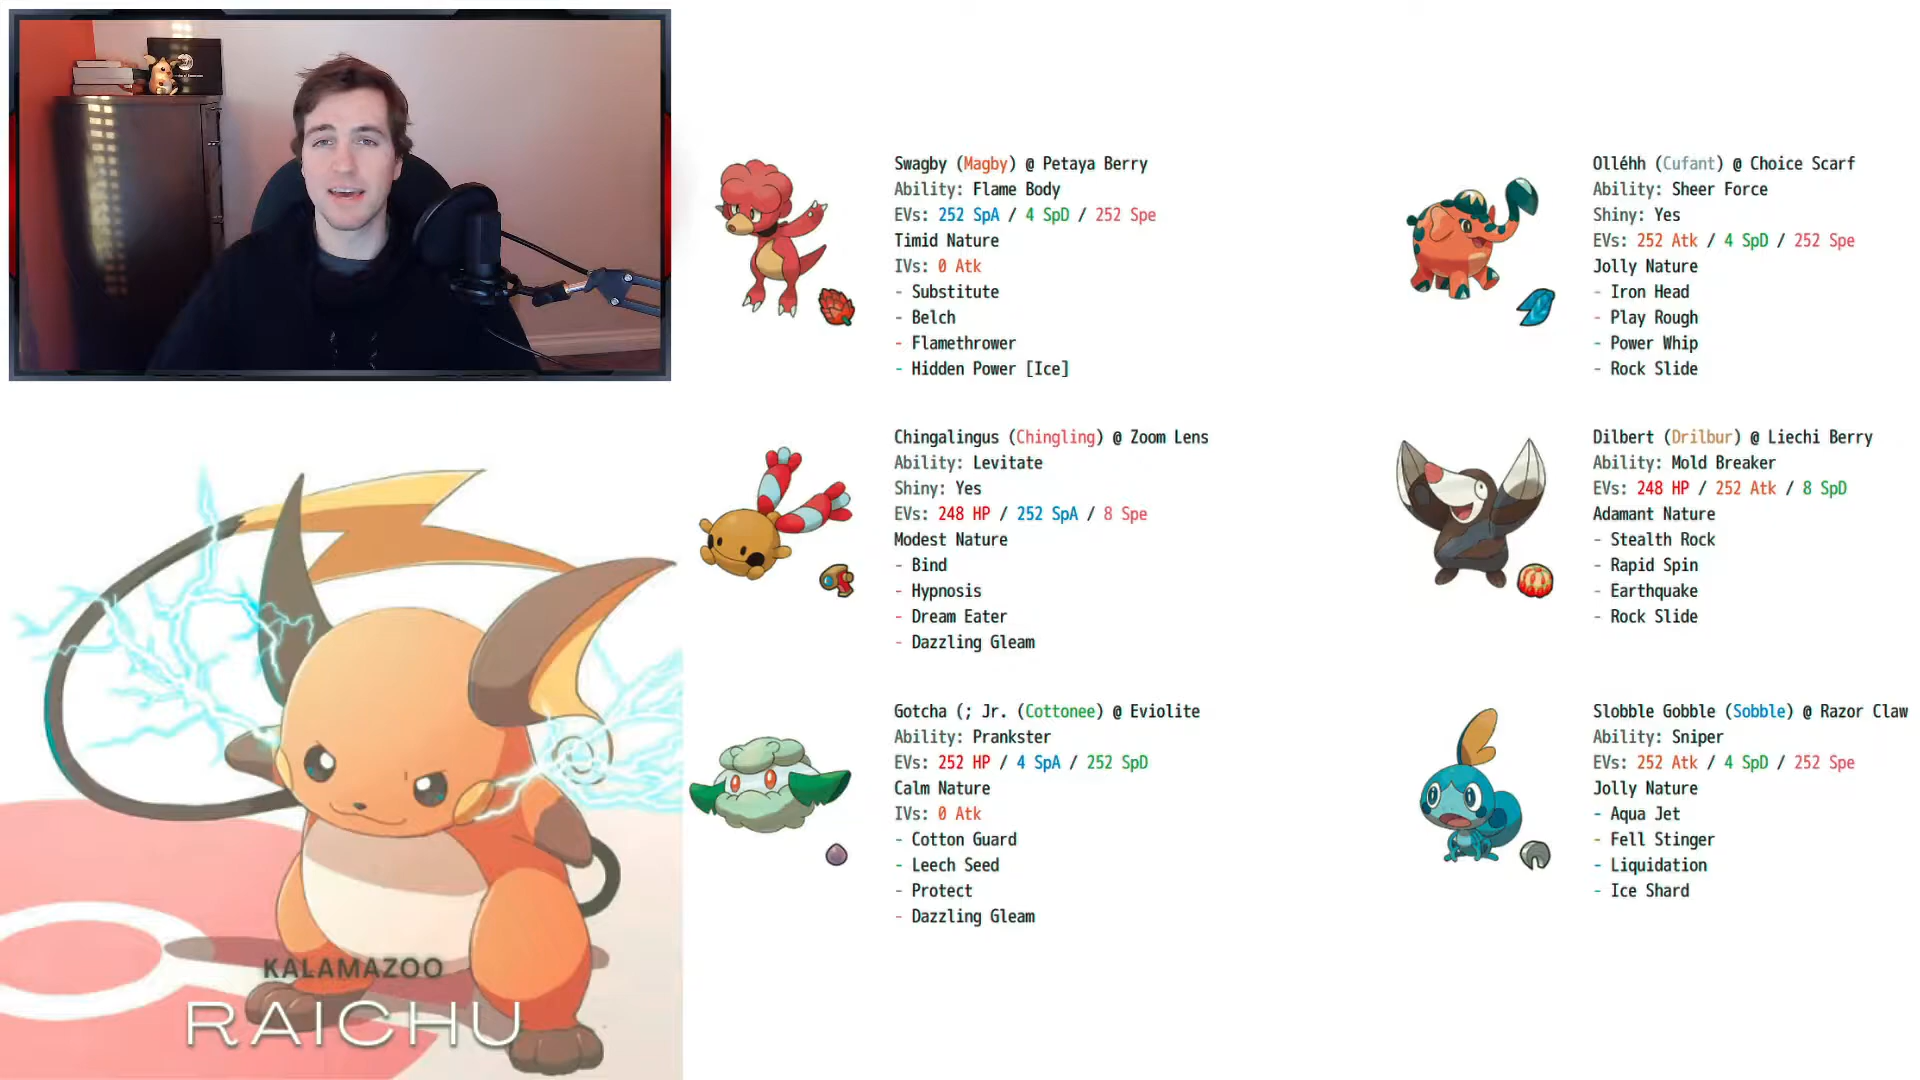 Swagby (Magby) @ Petaya Berry
Ability: Flame Body
EVs: 252 SpA / 4 SpD / 252 Spe
Timid Nature
IVs: 0 Atk
- Substitute
- Belch
- Flamethrower
- Hidden Power [Ice]
Olléhh (Cufant) @ Choice Scarf
Ability: Sheer Force
Shiny: Yes
EVs: 252 Atk / 4 SpD / 252 Spe
Jolly Nature
- Iron Head
- Play Rough
- Power Whip
- Rock Slide
Chingalingus (Chingling) @ Zoom Lens
Ability: Levitate
Shiny: Yes
EVs: 248 HP / 252 SpA / 8 Spe
Modest Nature
- Bind
- Hypnosis
- Dream Eater
- Dazzling Gleam
Dilbert (Drilbur) @ Liechi Berry
Ability: Mold Breaker
EVs: 248 HP / 252 Atk / 8 SpD
Adamant Nature
- Stealth Rock
- Rapid Spin
- Earthquake
- Rock Slide
Gotcha (; Jr. (Cottonee) @ Eviolite
Ability: Prankster
EVs: 252 HP / 4 SpA / 252 SpD
Calm Nature
IVs: 0 Atk
- Cotton Guard
- Leech Seed
- Protect
- Dazzling Gleam
Slobble Gobble (Sobble) @ Razor Claw
Ability: Sniper
EVs: 252 Atk / 4 SpD / 252 Spe
Jolly Nature
- Aqua Jet
- Fell Stinger
- Liquidation
- Ice Shard
KALAMAZOO
RAICHU